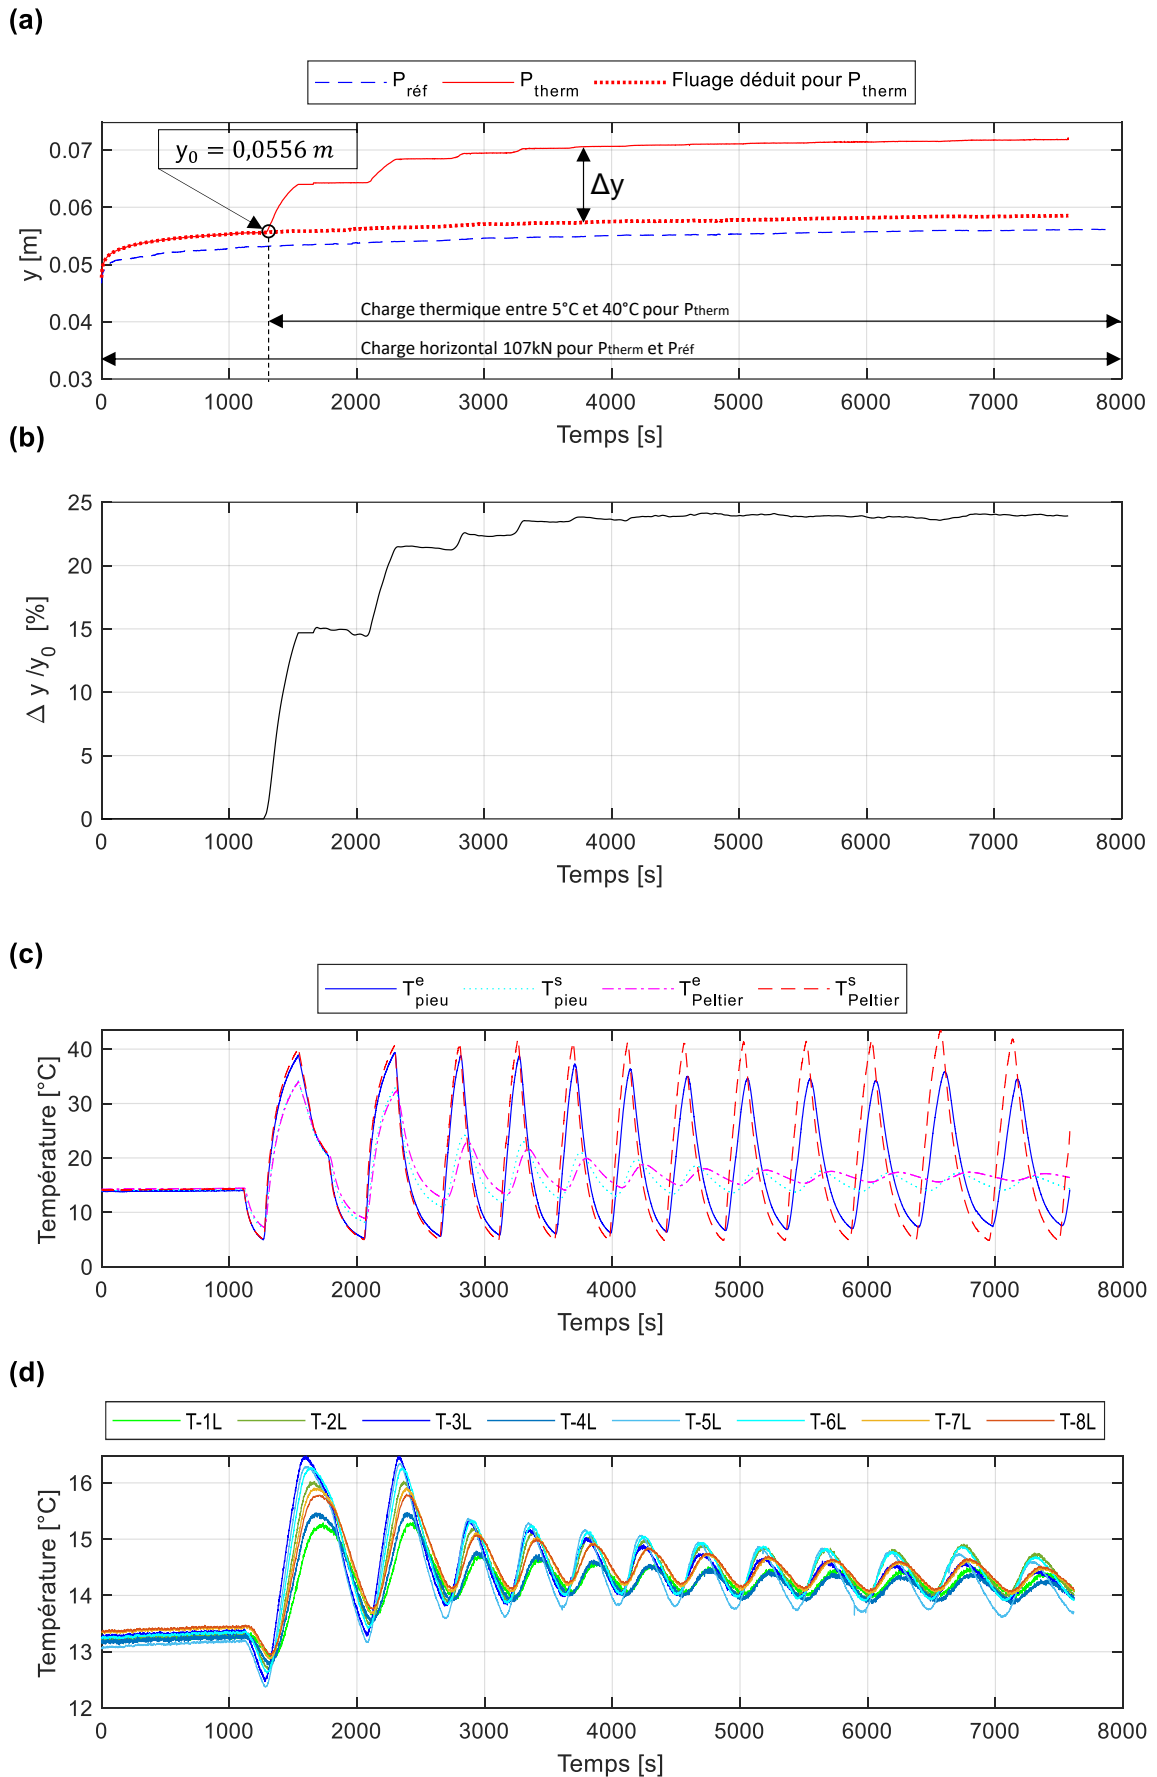 (a)
P réf P therm Fluage déduit pour P therm
y₀ = 0,0556 m
Δy
Charge thermique entre 5°C et 40°C pour Ptherm
Charge horizontal 107kN pour Ptherm et Préf
0.07
0.06
0.05
0.04
0.03
y [m]
0 1000 2000 3000 4000 5000 6000 7000 8000
Temps [s]
(b)
25
20
15
10
5
0
Δ y /y₀ [%]
0 1000 2000 3000 4000 5000 6000 7000 8000
Temps [s]
(c)
T e pieu T s pieu T e Peltier T s Peltier
40
30
20
10
0
Température [°C]
0 1000 2000 3000 4000 5000 6000 7000 8000
Temps [s]
(d)
T-1L T-2L T-3L T-4L T-5L T-6L T-7L T-8L
16
15
14
13
12
Température [°C]
0 1000 2000 3000 4000 5000 6000 7000 8000
Temps [s]